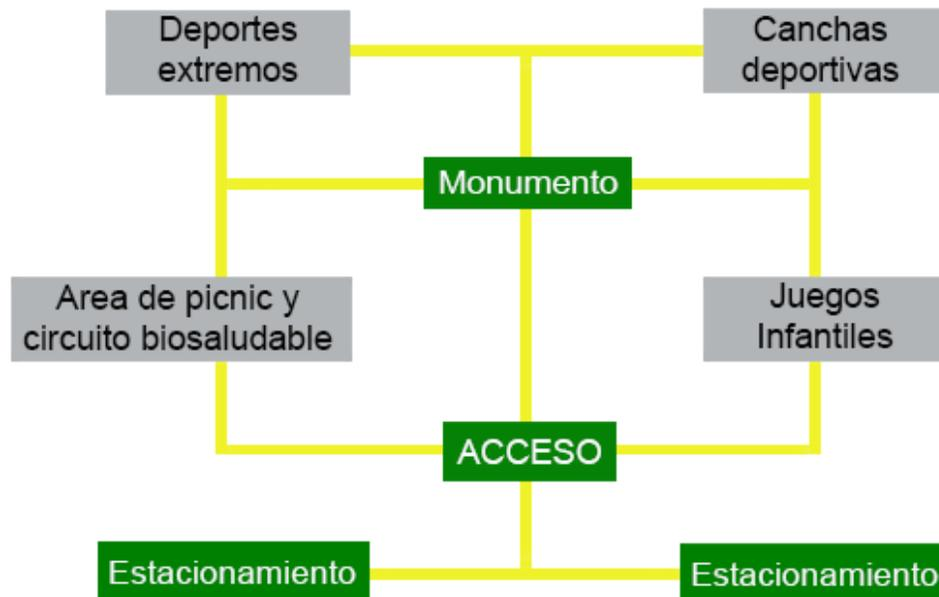 Deportes
extremos
Canchas
deportivas
Monumento
Area de picnic y
circuito biosaludable
Juegos
Infantiles
ACCESO
Estacionamiento
Estacionamiento